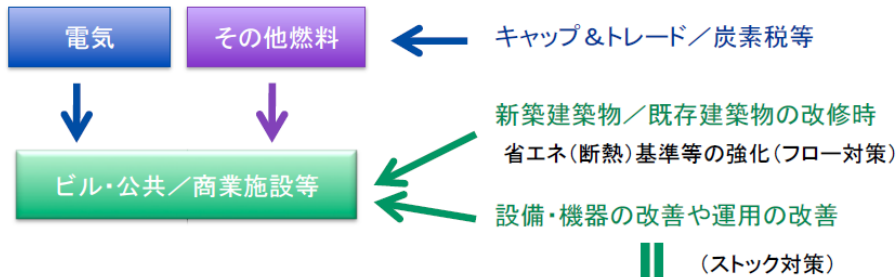 電気
その他燃料
キャップ＆トレード／炭素税等
新築建築物／既存建築物の改修時
省エネ(断熱)基準等の強化(フロー対策)
ビル・公共／商業施設等
設備・機器の改善や運用の改善
(ストック対策)